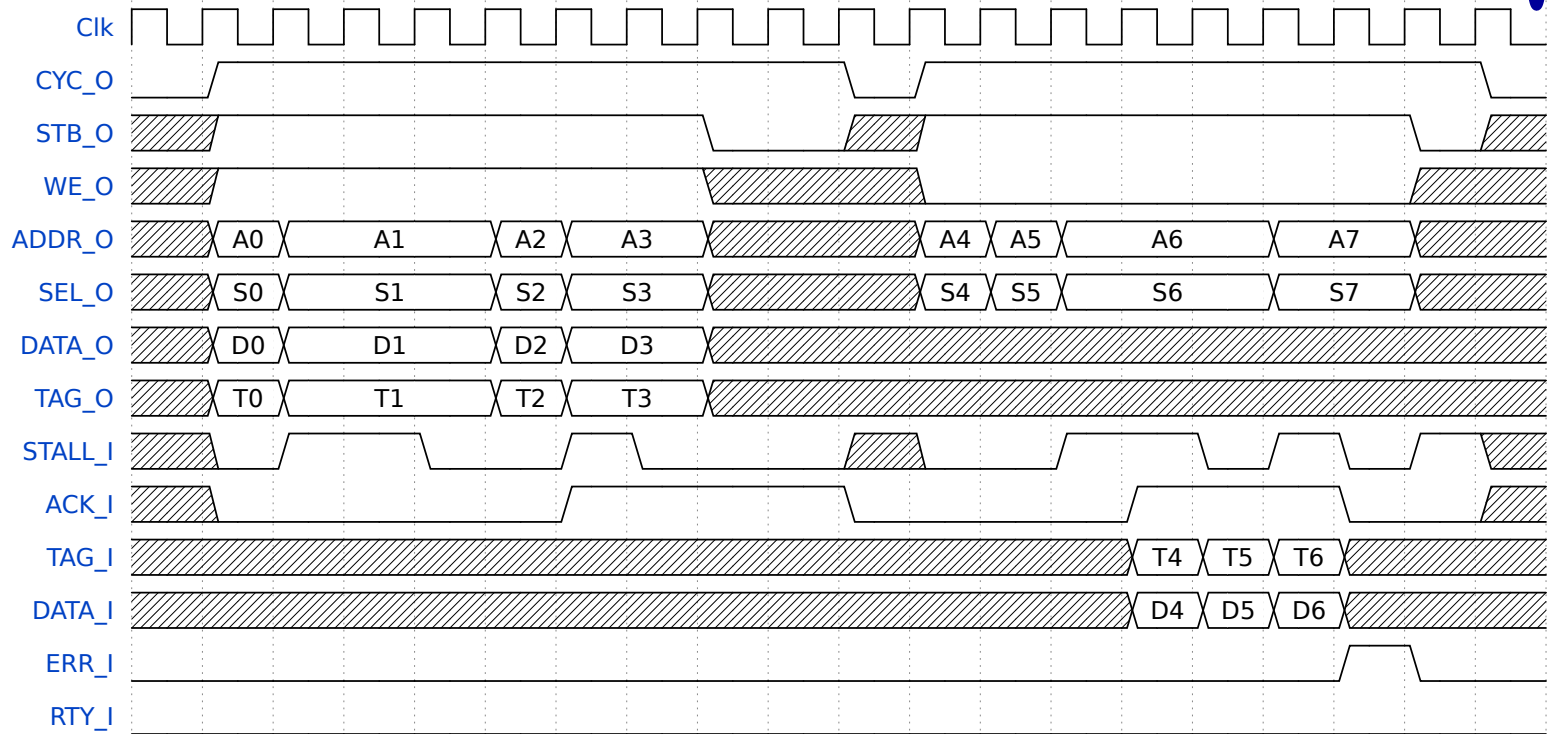 Clk
CYC_O
STB_O
WE_O
ADDR_O A0 A1 A2 A3 A4 A5 A6 A7
SEL_O S0 S1 S2 S3 S4 S5 S6 S7
DATA_O D0 D1 D2 D3
TAG_O T0 T1 T2 T3
STALL_I
ACK_I
TAG_I T4 T5 T6
DATA_I D4 D5 D6
ERR_I
RTY_I